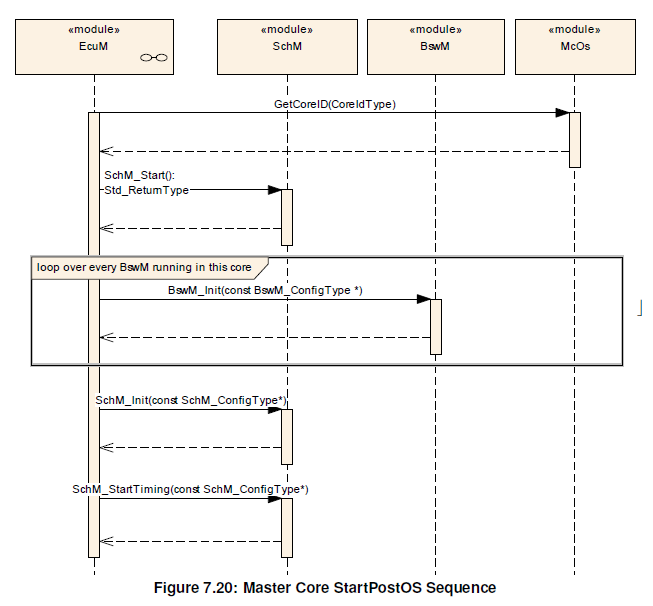 «module»
EcuM
«module»
SchM
«module»
BswM
«module»
McOs
GetCoreID(CoreIdType)
SchM_Start():
Std_ReturnType
loop over every BswM running in this core
BswM_Init(const BswM_ConfigType *)
SchM_Init(const SchM_ConfigType*)
SchM_StartTiming(const SchM_ConfigType*)
Figure 7.20: Master Core StartPostOS Sequence